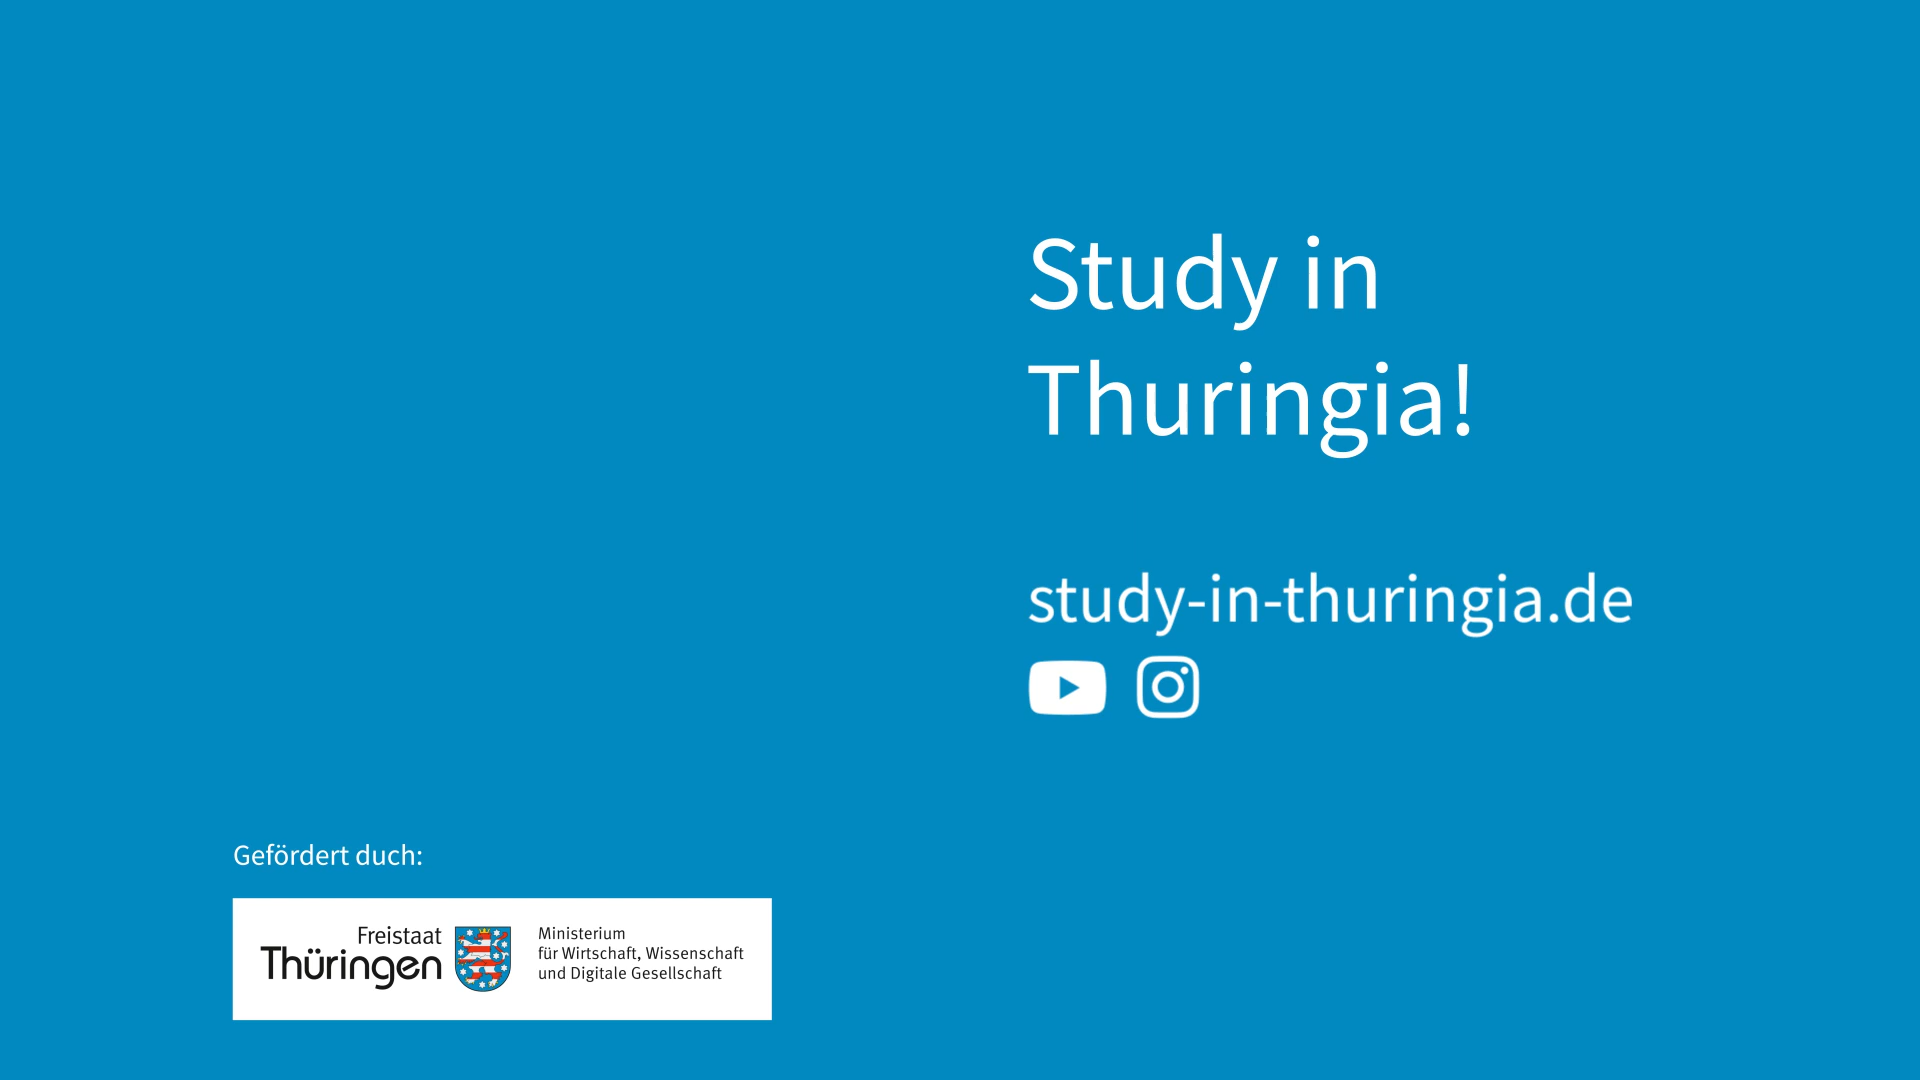 Study in
Thuringia!
study-in-thuringia.de
Gefördert duch:
Freistaat
Thüringen
Ministerium
für Wirtschaft, Wissenschaft
und Digitale Gesellschaft